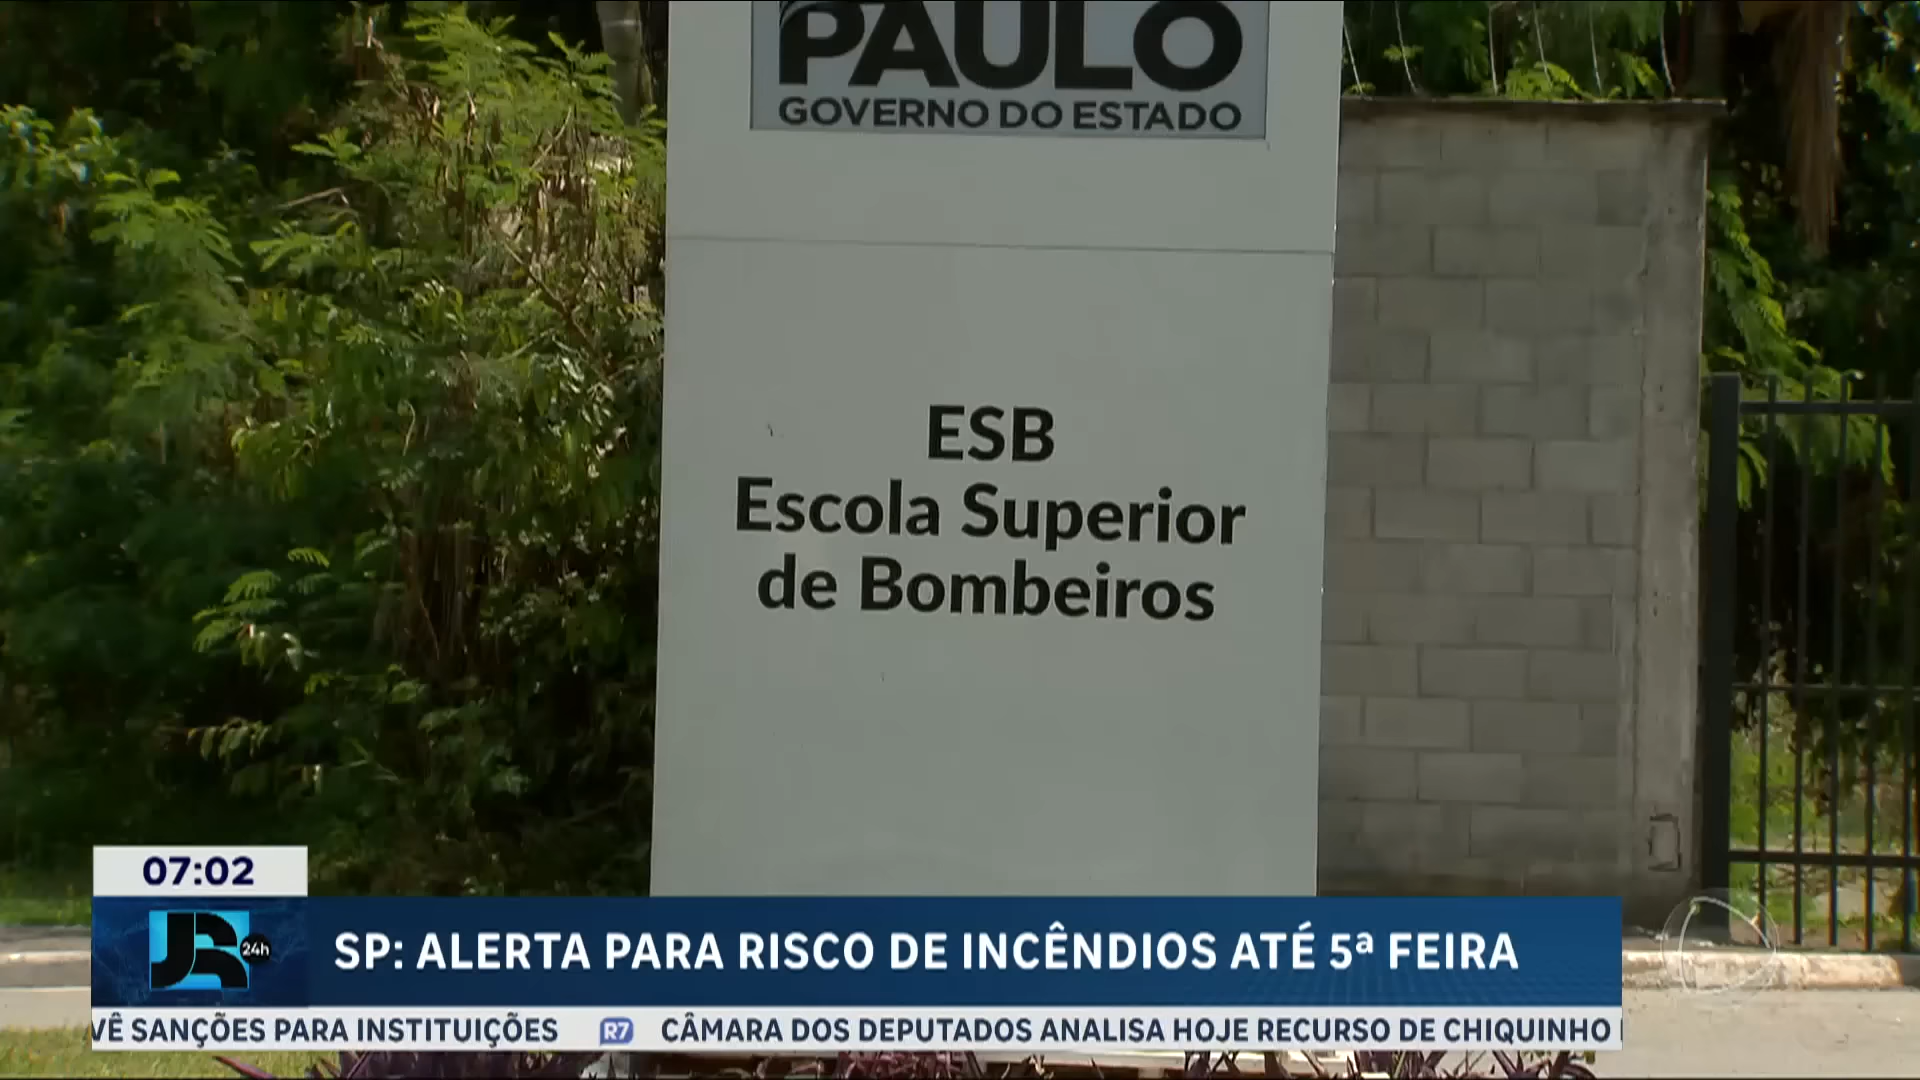 PAULO
GOVERNO DO ESTADO
ESB
Escola Superior
de Bombeiros
07:02
JR 24h
SP: ALERTA PARA RISCO DE INCÊNDIOS ATÉ 5ª FEIRA
VÊ SANÇÕES PARA INSTITUIÇÕES R7 CÂMARA DOS DEPUTADOS ANALISA HOJE RECURSO DE CHIQUINHO